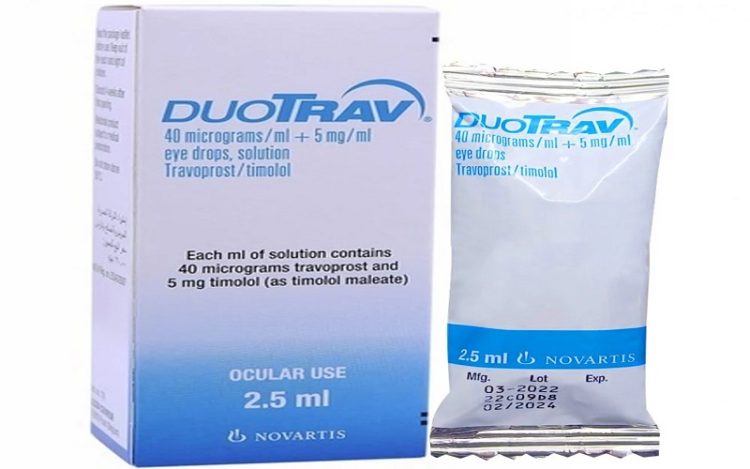 DUOTRAV®
40 micrograms/ml + 5 mg/ml
eye drops, solution
Travoprost/timolol
Each ml of solution contains
40 micrograms travoprost and
5 mg timolol (as timolol maleate)
OCULAR USE
2.5 ml
NOVARTIS
DUOTRAV®
40 micrograms/ml + 5 mg/ml
eye drops
Travoprost/timolol
2.5 ml NOVARTIS
Mfg. Lot Exp.
03-2022
22C09D8
02/2024